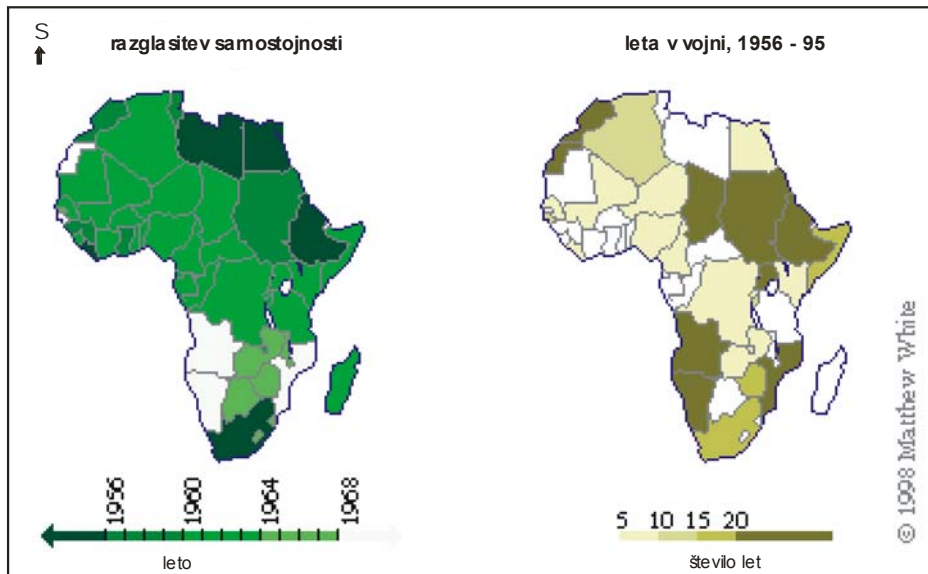 S
razglasitev samostojnosti
leta v vojni, 1956 - 95
1956
1960
1964
1968
leto
5 10 15 20
število let
© 1998 Matthew White